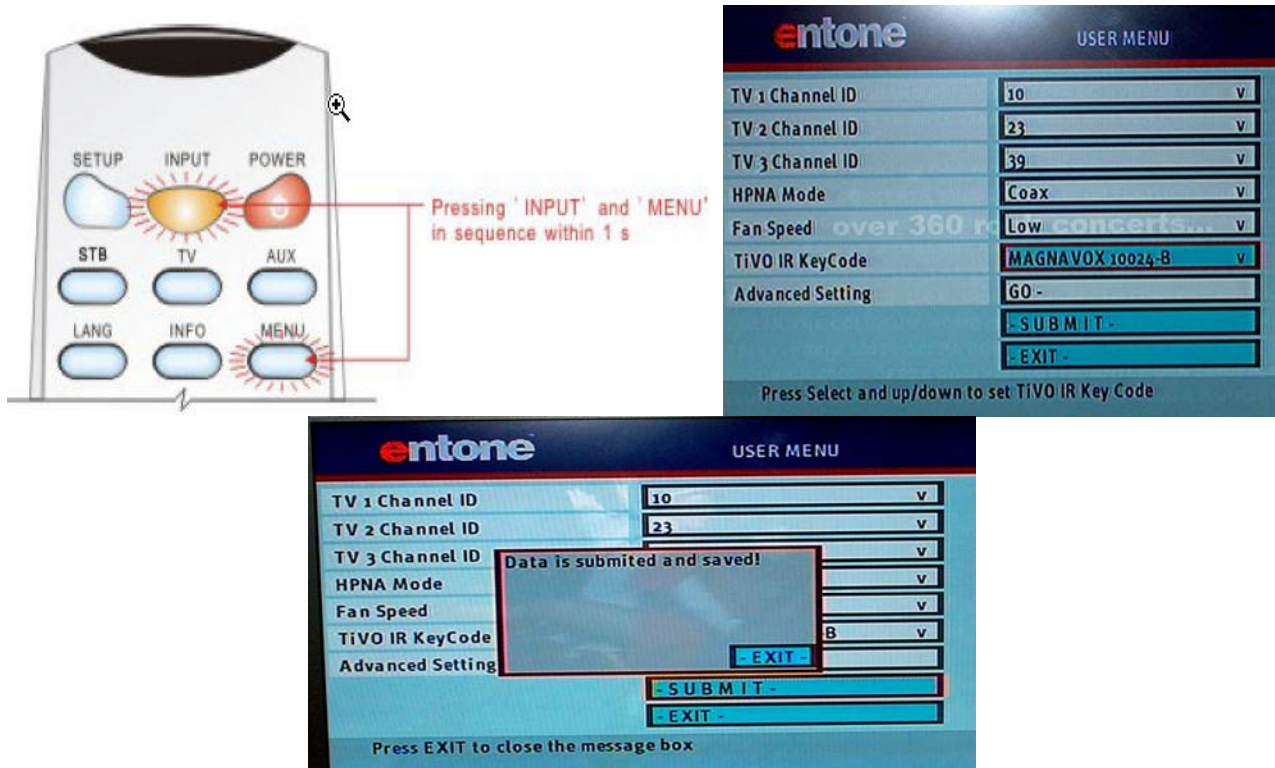 SETUP INPUT POWER
Pressing 'INPUT' and 'MENU'
in sequence within 1 s
STB TV AUX
LANG INFO MENU
entone USER MENU
TV 1 Channel ID 10 V
TV 2 Channel ID 23 V
TV 3 Channel ID 39 V
HPNA Mode Coax V
Fan Speed Low V
over 360 concerts...
TiVO IR KeyCode MAGNAVOX 10024-B V
Advanced Setting GO -
- S U B M I T -
- EXIT -
Press Select and up/down to set TiVO IR Key Code
entone USER MENU
TV 1 Channel ID 10 V
TV 2 Channel ID 23 V
TV 3 Channel ID V
Data is submited and saved!
HPNA Mode V
Fan Speed V
TiVO IR KeyCode B V
Advanced Setting
- EXIT -
- S U B M I T -
- EXIT -
Press EXIT to close the message box